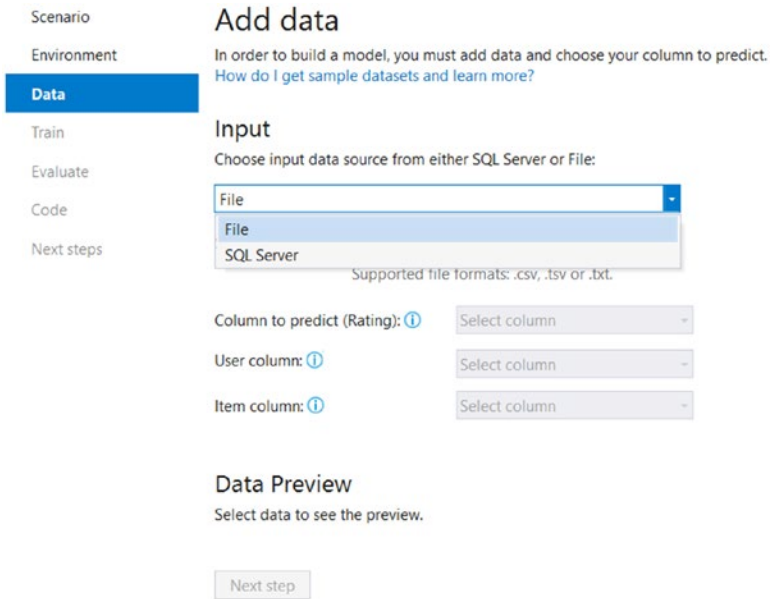 Scenario
Environment
Data
Train
Evaluate
Code
Next steps
Add data
In order to build a model, you must add data and choose your column to predict.
How do I get sample datasets and learn more?
Input
Choose input data source from either SQL Server or File:
File
File
SQL Server
Supported file formats: .csv, .tsv or .txt.
Column to predict (Rating): Select column
User column: Select column
Item column: Select column
Data Preview
Select data to see the preview.
Next step